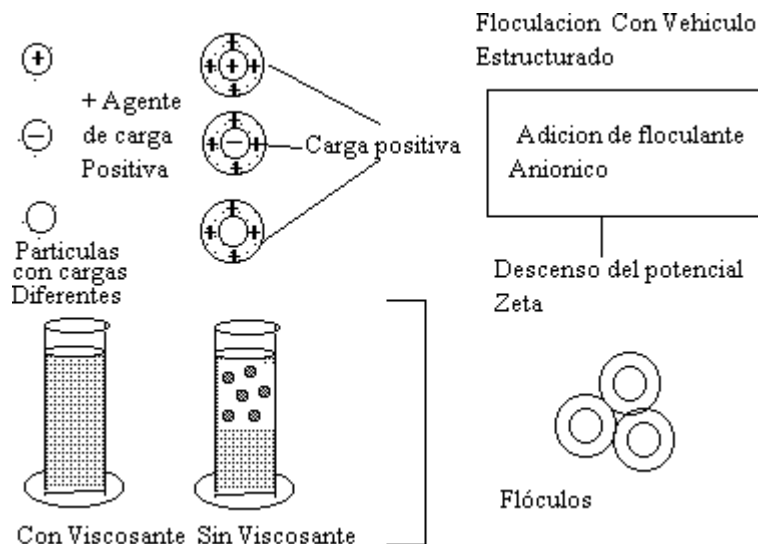 Floculacion Con Vehiculo
Estructurado
+ Agente
de carga
Positiva
Carga positiva
Adicion de floculante
Anionico
Particulas
con cargas
Diferentes
Descenso del potencial
Zeta
Flóculos
Con Viscosante
Sin Viscosante